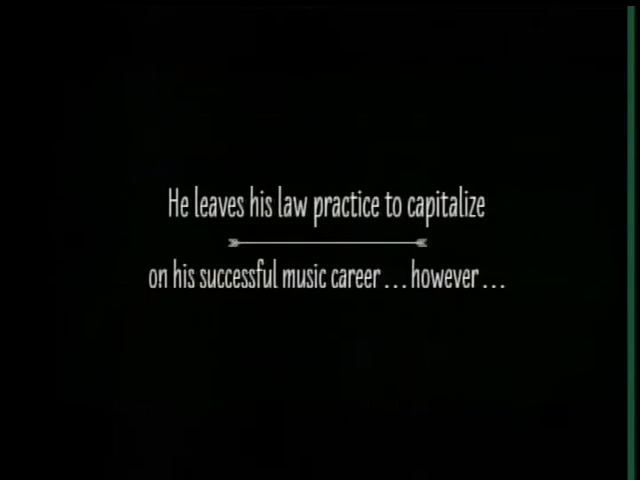 He leaves his law practice to capitalize
on his successful music career... however...